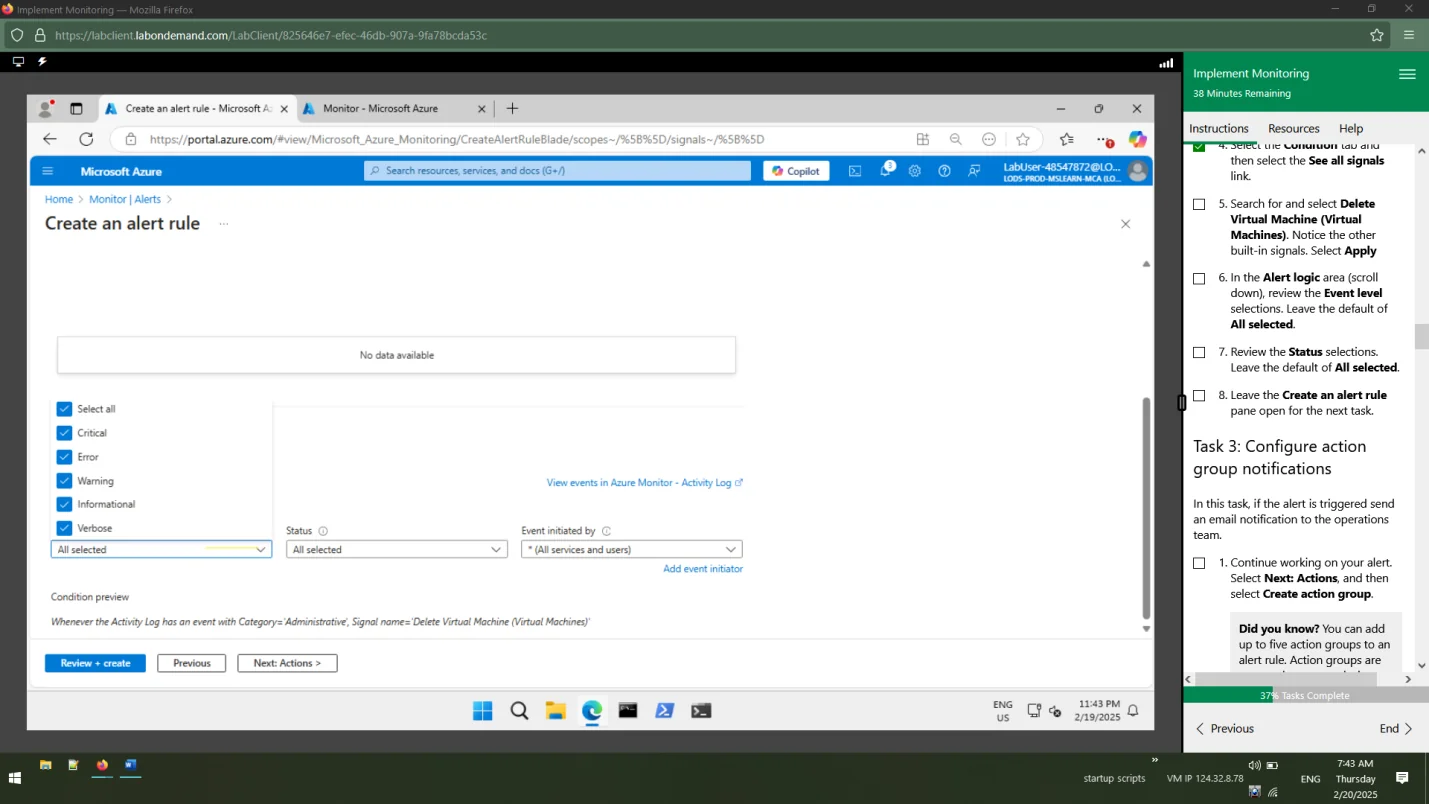 Implement Monitoring — Mozilla Firefox
https://labclient.labondemand.com/LabClient/825646e7-efec-46db-907a-9fa78bcda53c
Create an alert rule - Microsoft Az
Monitor - Microsoft Azure
https://portal.azure.com/#view/Microsoft_Azure_Monitoring/CreateAlertRuleBlade/scopes~/%5B%5D/signals~/%5B%5D
Microsoft Azure
Search resources, services, and docs (G+/)
Copilot
3
LabUser-48547872@LO...
LODS-PROD-MSLEARN-MCA (LO...
Home > Monitor | Alerts >
Create an alert rule
...
No data available
Select all
Critical
Error
Warning
Informational
Verbose
View events in Azure Monitor - Activity Log
Status
Event initiated by
All selected
All selected
* (All services and users)
Add event initiator
Condition preview
Whenever the Activity Log has an event with Category='Administrative', Signal name='Delete Virtual Machine (Virtual Machines)'
Review + create
Previous
Next: Actions >
ENG
US
11:43 PM
2/19/2025
Implement Monitoring
38 Minutes Remaining
Instructions
Resources
Help
4. Select the Condition tab and
then select the See all signals
link.
5. Search for and select Delete
Virtual Machine (Virtual
Machines). Notice the other
built-in signals. Select Apply
6. In the Alert logic area (scroll
down), review the Event level
selections. Leave the default of
All selected.
7. Review the Status selections.
Leave the default of All selected.
8. Leave the Create an alert rule
pane open for the next task.
Task 3: Configure action
group notifications
In this task, if the alert is triggered send
an email notification to the operations
team.
1. Continue working on your alert.
Select Next: Actions, and then
select Create action group.
Did you know? You can add
up to five action groups to an
alert rule. Action groups are
37% Tasks Complete
Previous
End
startup scripts
»
VM IP 124.32.8.78
ENG
7:43 AM
Thursday
2/20/2025